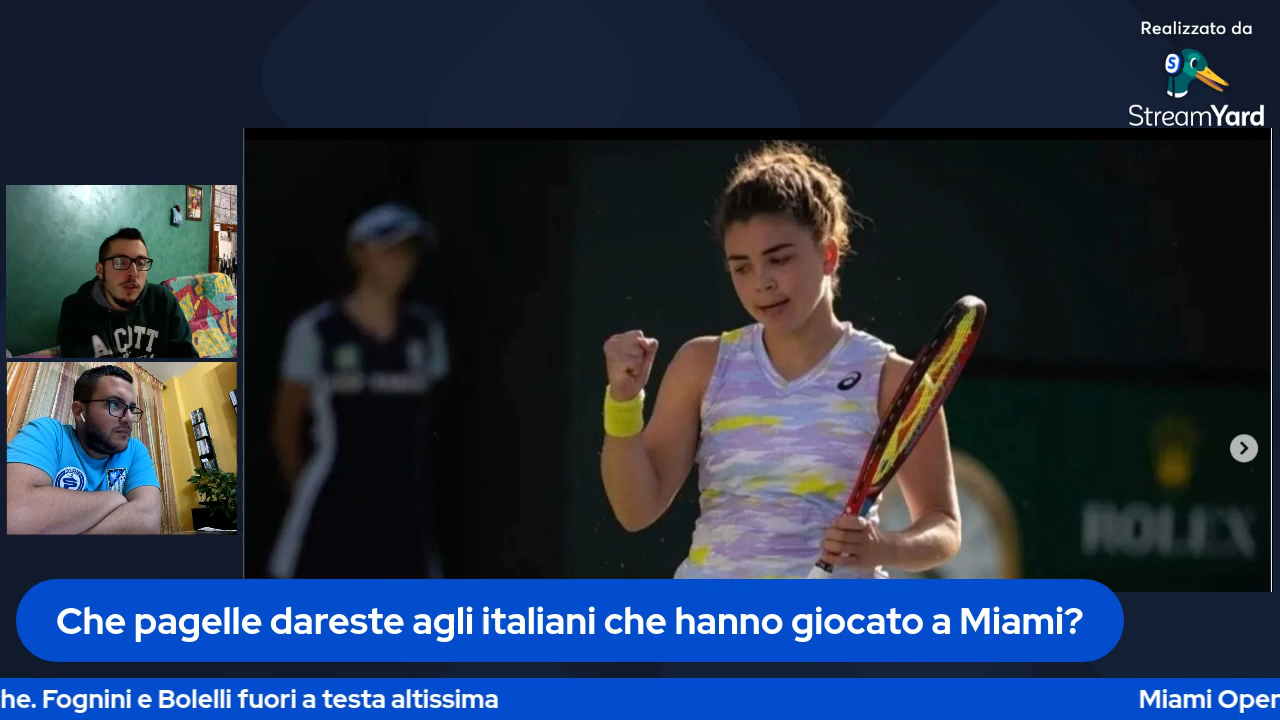 Realizzato da
StreamYard
ROLEX
Che pagelle dareste agli italiani che hanno giocato a Miami?
he. Fognini e Bolelli fuori a testa altissima
Miami Oper